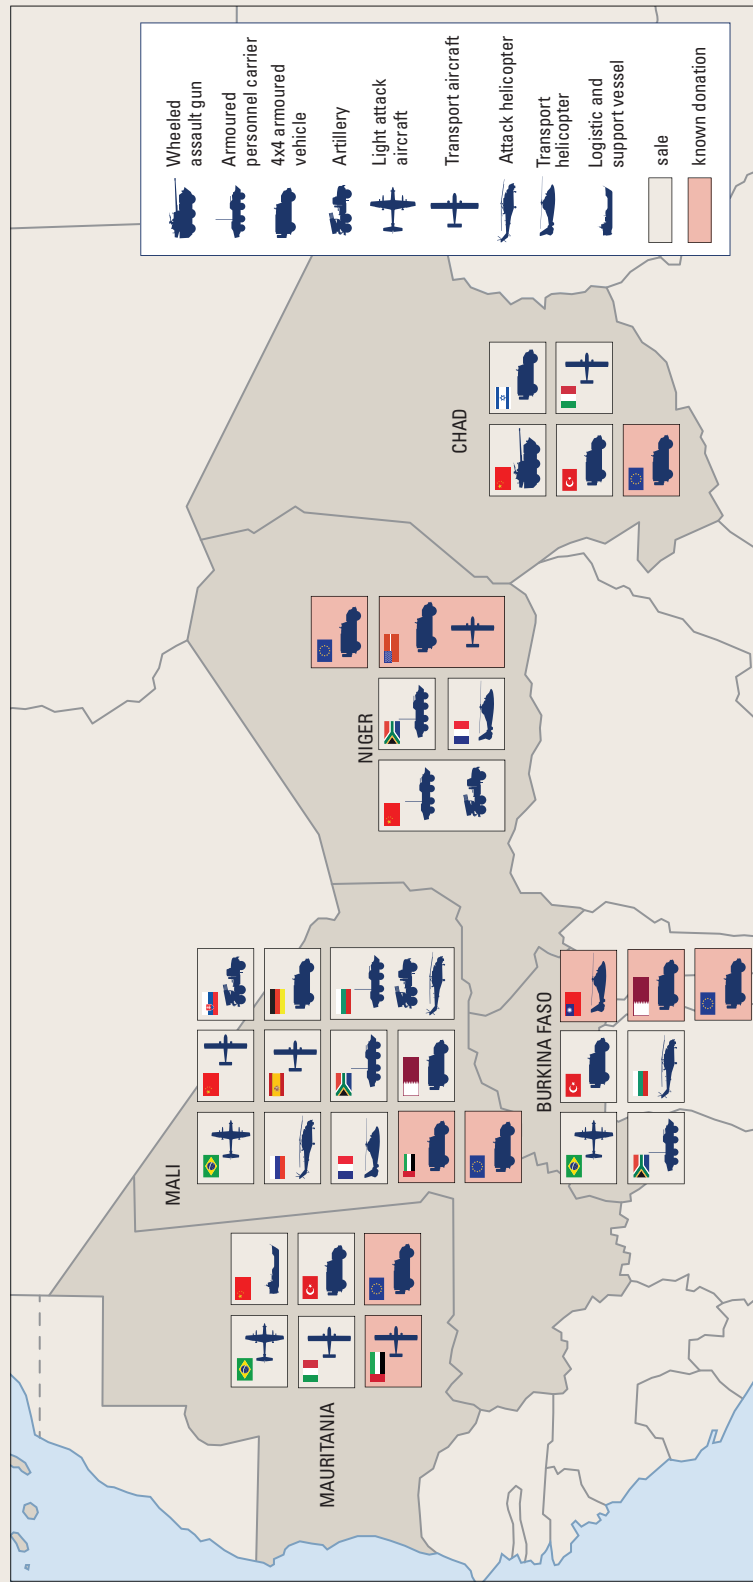 MAURITANIA
MALI
BURKINA FASO
NIGER
CHAD
Wheeled
assault gun
Armoured
personnel carrier
4x4 armoured
vehicle
Artillery
Light attack
aircraft
Transport aircraft
Attack helicopter
Transport
helicopter
Logistic and
support vessel
sale
known donation